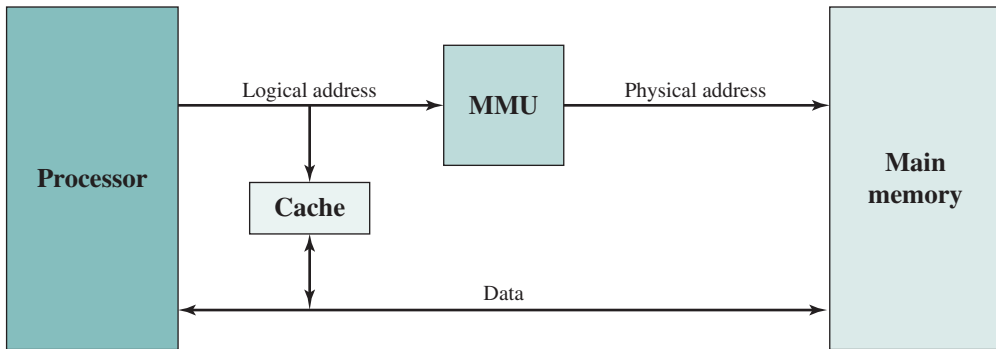 Logical address
MMU
Physical address
Processor
Cache
Main
memory
Data